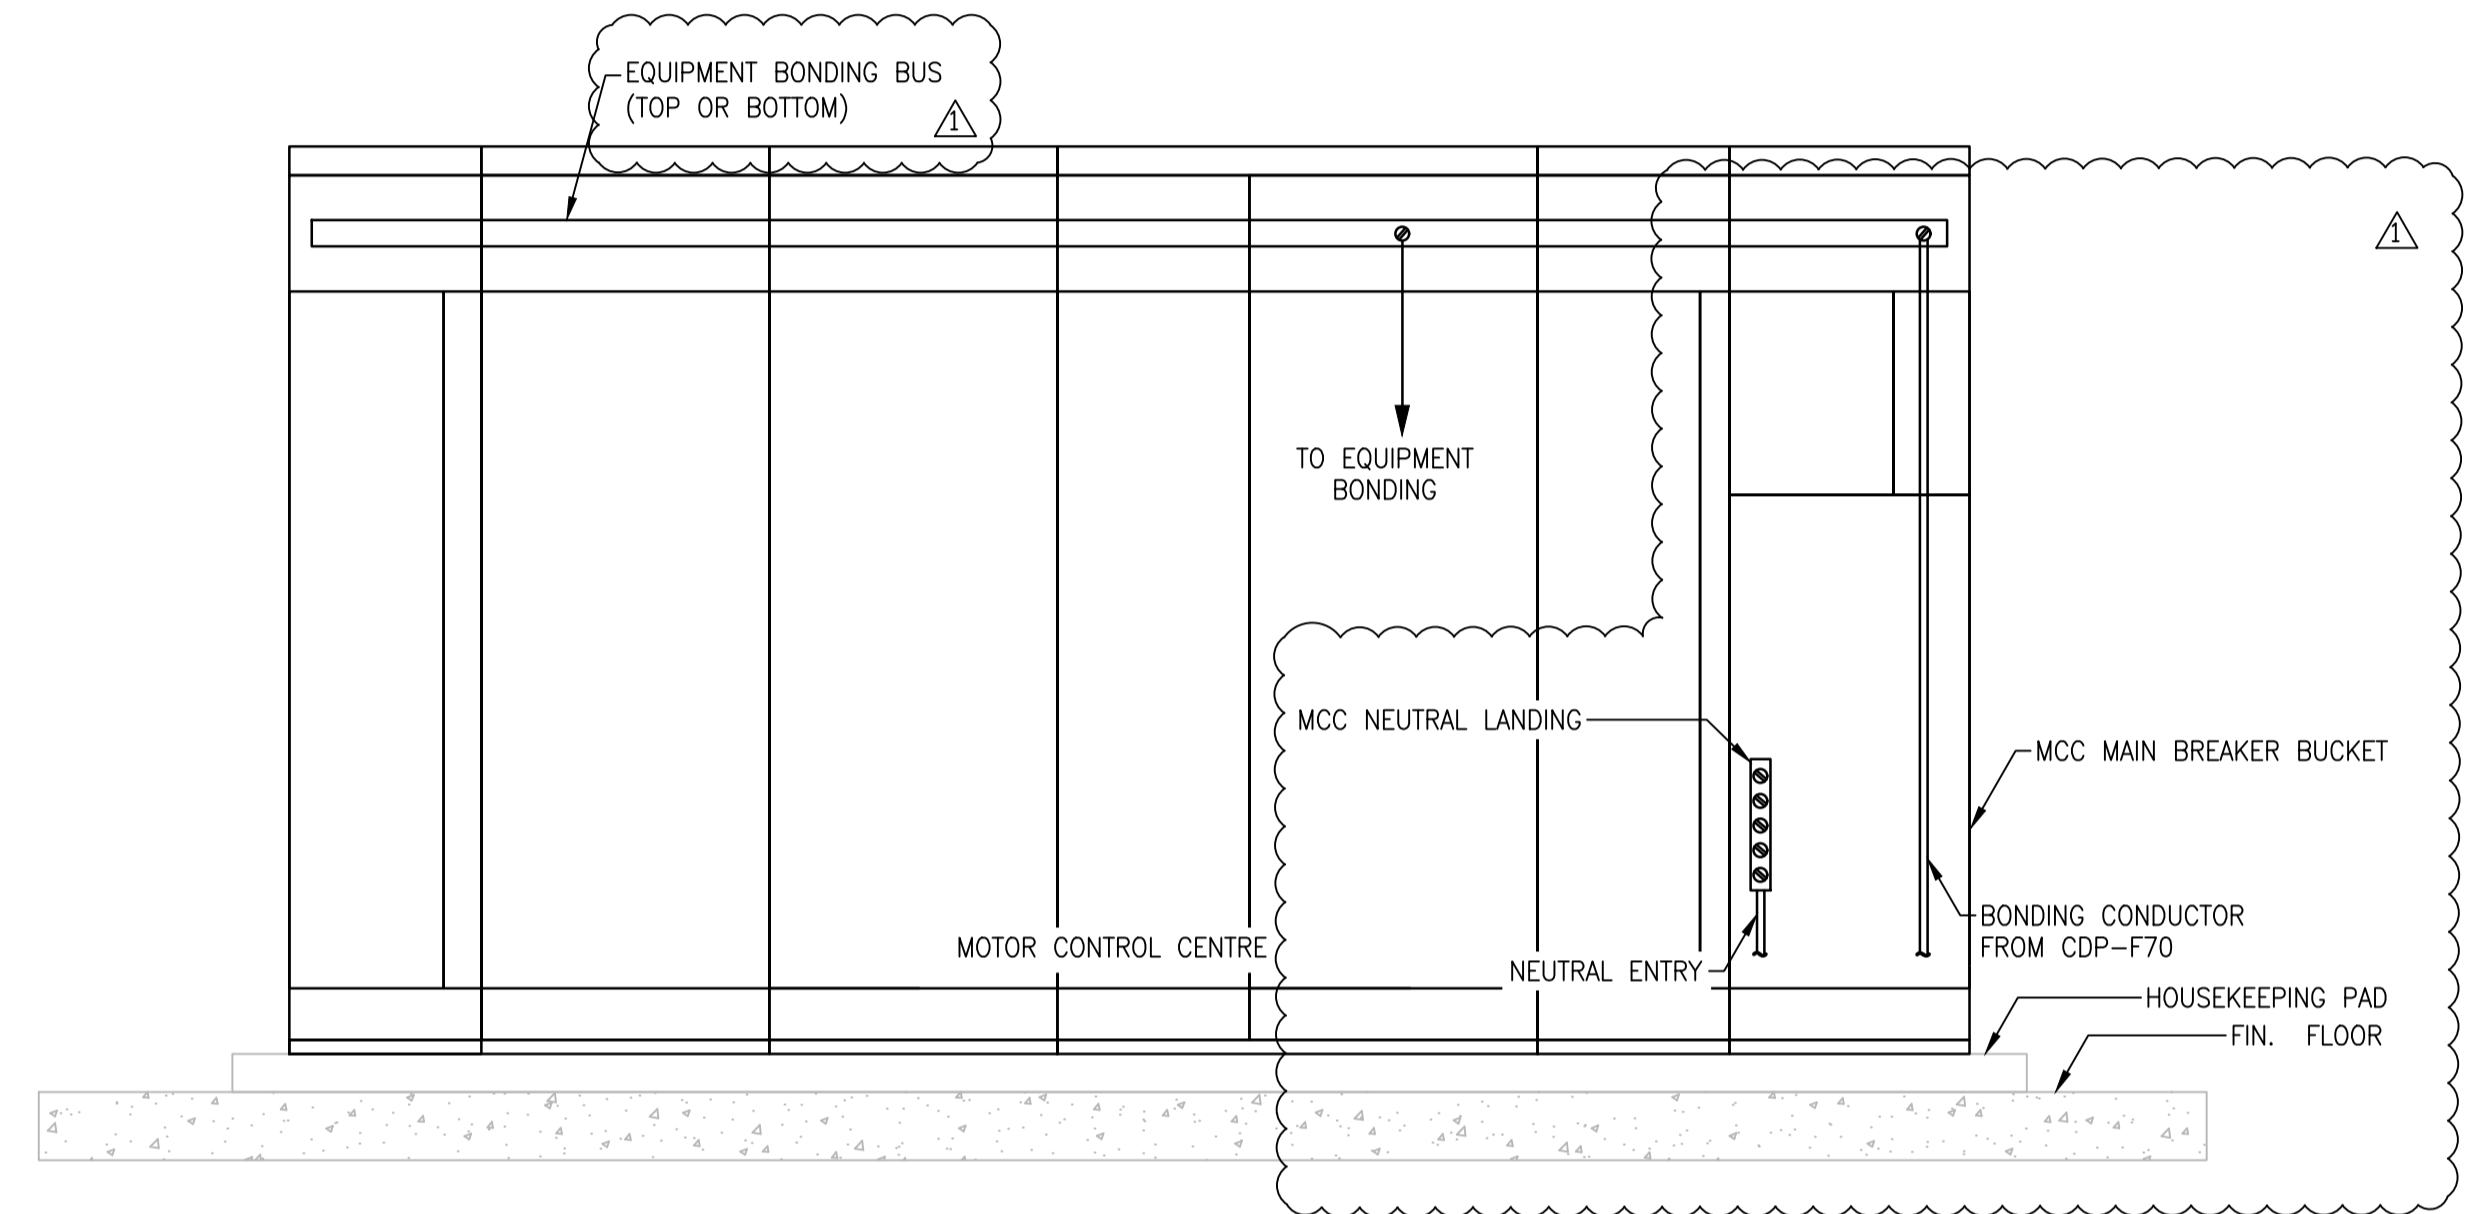 EQUIPMENT BONDING BUS
(TOP OR BOTTOM)
1
1
TO EQUIPMENT
BONDING
MCC NEUTRAL LANDING
MCC MAIN BREAKER BUCKET
BONDING CONDUCTOR
FROM CDP-F70
MOTOR CONTROL CENTRE
NEUTRAL ENTRY
HOUSEKEEPING PAD
FIN. FLOOR